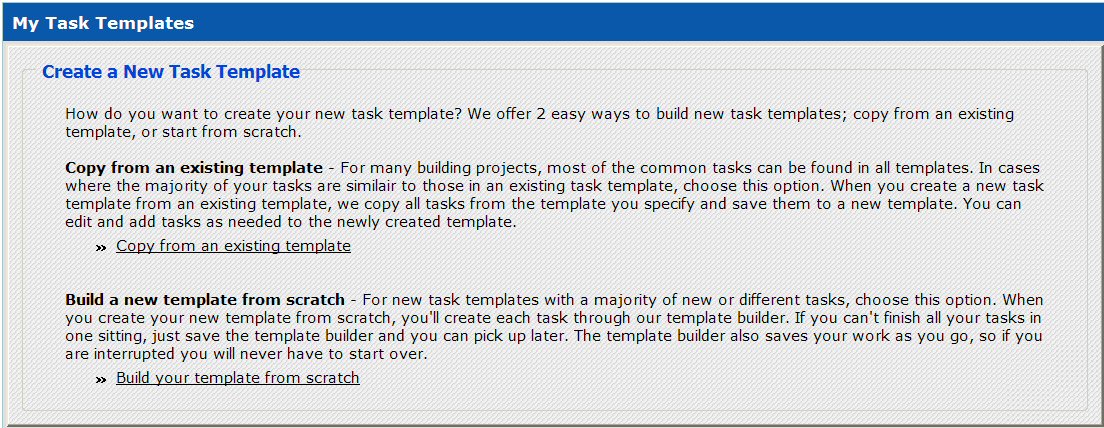 My Task Templates
Create a New Task Template
How do you want to create your new task template? We offer 2 easy ways to build new task templates; copy from an existing
template, or start from scratch.
Copy from an existing template - For many building projects, most of the common tasks can be found in all templates. In cases
where the majority of your tasks are similair to those in an existing task template, choose this option. When you create a new task
template from an existing template, we copy all tasks from the template you specify and save them to a new template. You can
edit and add tasks as needed to the newly created template.
» Copy from an existing template
Build a new template from scratch - For new task templates with a majority of new or different tasks, choose this option. When
you create your new template from scratch, you'll create each task through our template builder. If you can't finish all your tasks in
one sitting, just save the template builder and you can pick up later. The template builder also saves your work as you go, so if you
are interrupted you will never have to start over.
» Build your template from scratch